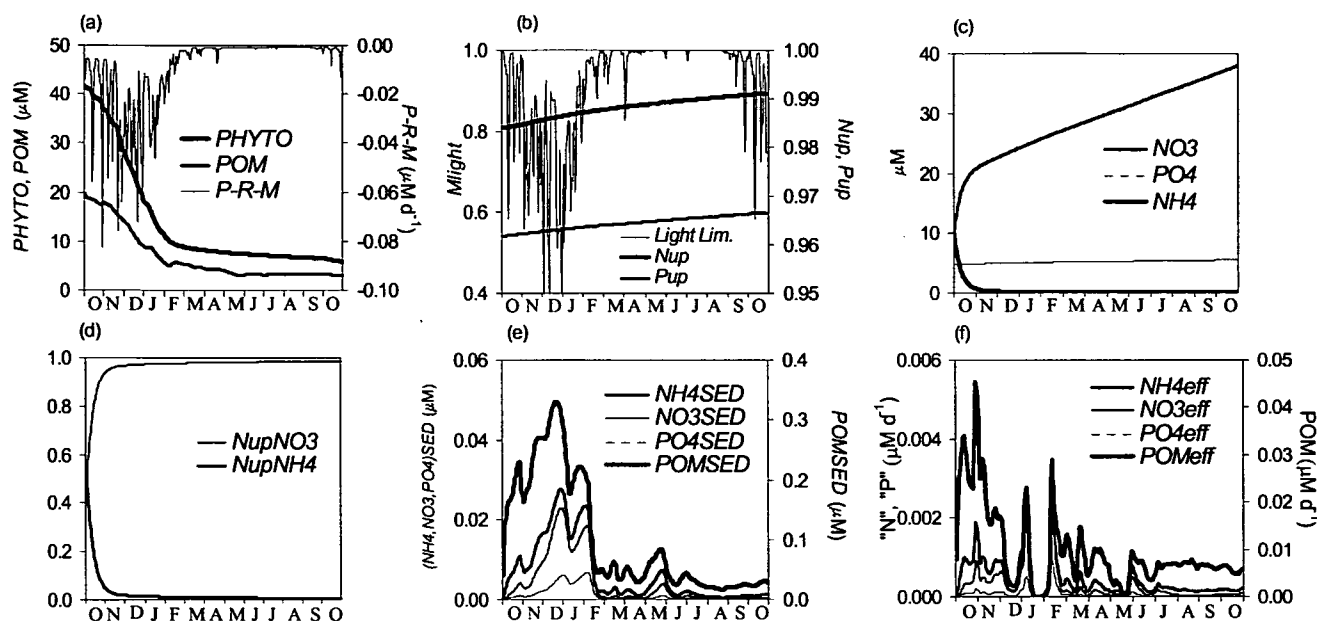 (a)
50
40
30
20
10
0
PHYTO, POM (μM)
PHYTO
POM
P-R-M
0.00
-0.02
-0.04
-0.06
-0.08
-0.10
P-R-M (μM d⁻¹)
O N D J F M A M J J A S O
(b)
1.0
0.8
0.6
0.4
Mlight
Light Lim.
Nup
Pup
1.00
0.99
0.98
0.97
0.96
0.95
Nup, Pup
O N D J F M A M J J A S O
(c)
40
30
20
10
0
μM
NO3
PO4
NH4
O N D J F M A M J J A S O
(d)
1.0
0.8
0.6
0.4
0.2
0.0
NupNO3
NupNH4
O N D J F M A M J J A S O
(e)
0.06
0.04
0.02
0.00
(NH4,NO3,PO4)SED (μM)
NH4SED
NO3SED
PO4SED
POMSED
0.4
0.3
0.2
0.1
0.0
POMSED (μM)
O N D J F M A M J J A S O
(f)
0.006
0.004
0.002
0.000
"N", "P" (μM d⁻¹)
NH4eff
NO3eff
PO4eff
POMeff
0.05
0.04
0.03
0.02
0.01
0.00
POM (μM d⁻¹)
O N D J F M A M J J A S O